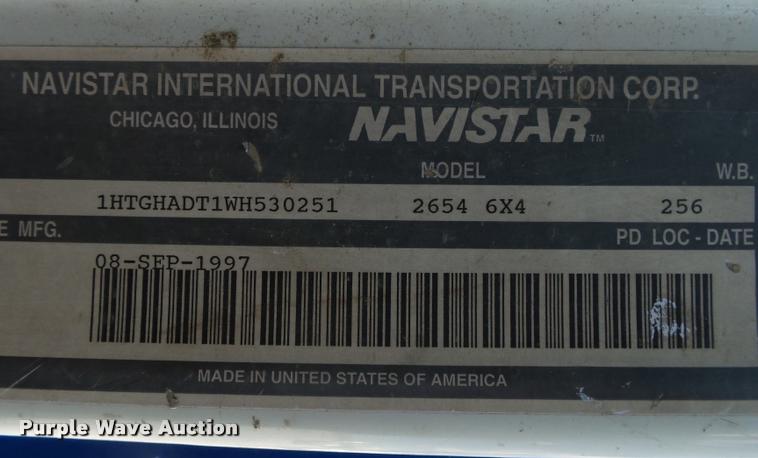 NAVISTAR INTERNATIONAL TRANSPORTATION CORP.
CHICAGO, ILLINOIS NAVISTAR TM
MODEL W.B.
1HTGHADT1WH530251 2654 6X4 256
E MFG. PD LOC - DATE
08-SEP-1997
MADE IN UNITED STATES OF AMERICA
Purple Wave Auction